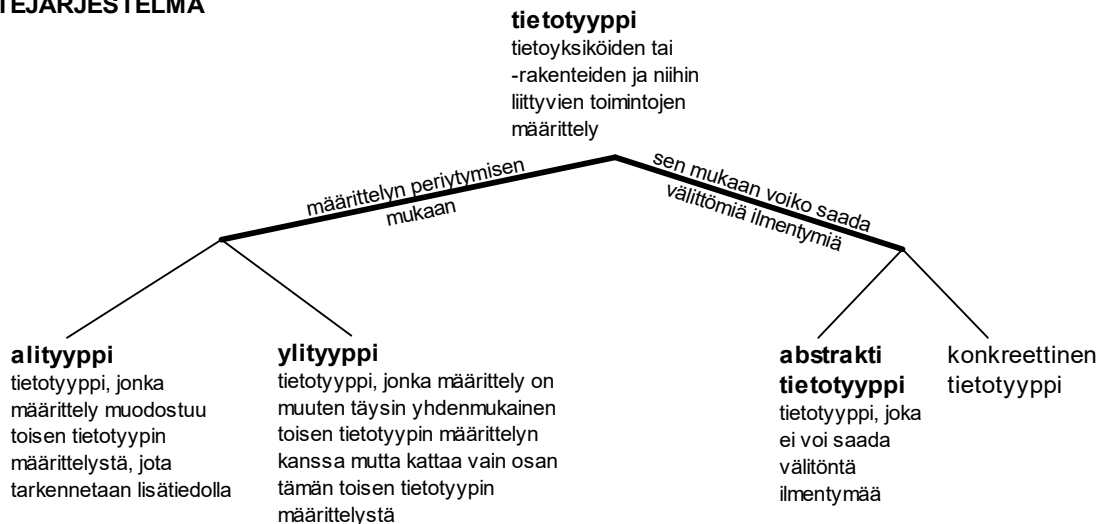 TEJÄRJESTELMÄ
tietotyyppi
tietoyksiköiden tai
-rakenteiden ja niihin
liittyvien toimintojen
määrittely
määrittelyn periytymisen
mukaan
sen mukaan voiko saada
välittömiä ilmentymiä
alityyppi
tietotyyppi, jonka
määrittely muodostuu
toisen tietotyypin
määrittelystä, jota
tarkennetaan lisätiedolla
ylityyppi
tietotyyppi, jonka määrittely on
muuten täysin yhdenmukainen
toisen tietotyypin määrittelyn
kanssa mutta kattaa vain osan
tämän toisen tietotyypin
määrittelystä
abstrakti
tietotyyppi
tietotyyppi, joka
ei voi saada
välitöntä
ilmentymää
konkreettinen
tietotyyppi